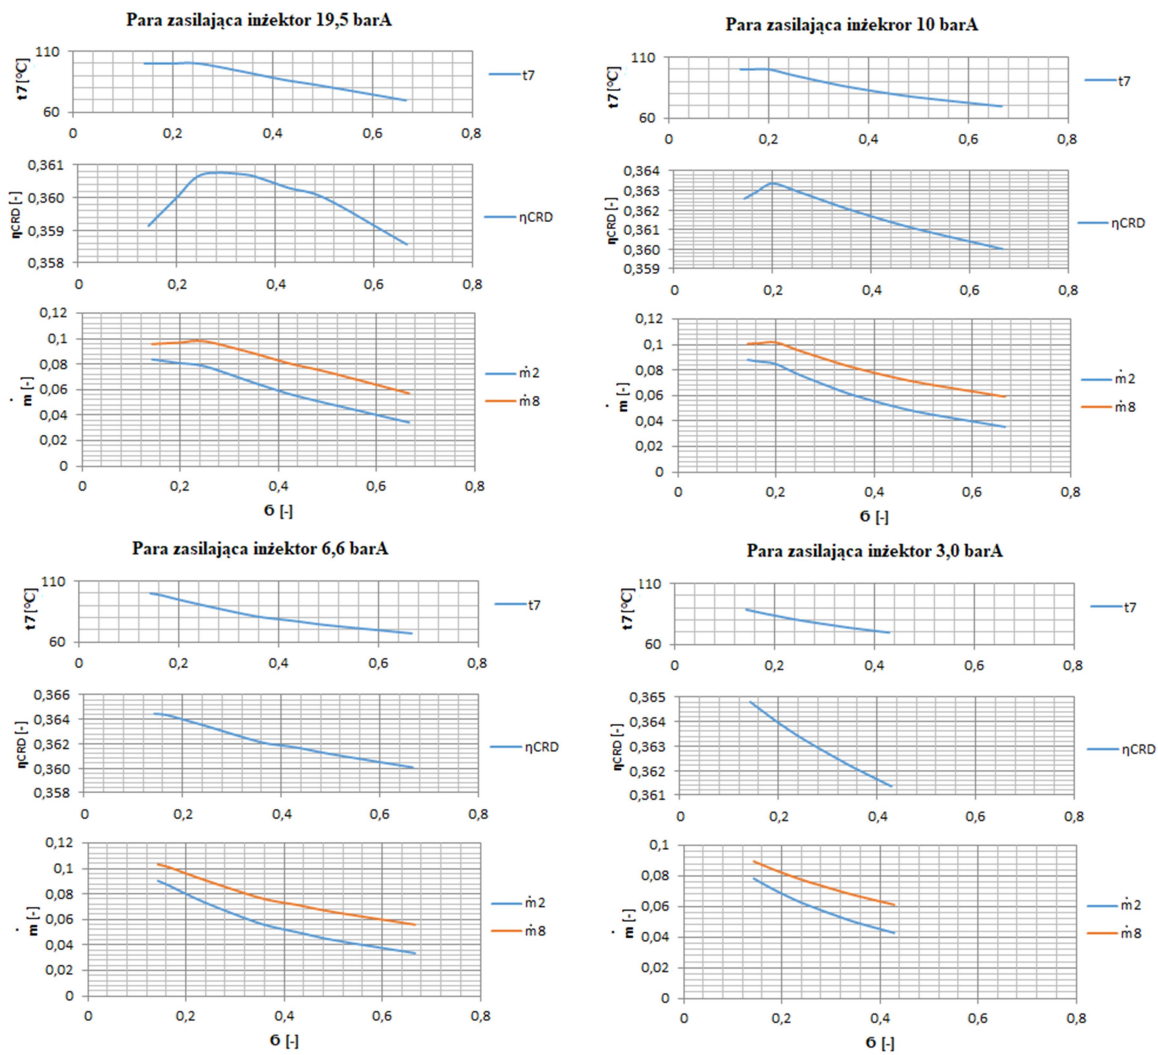 Para zasilająca inżektor 19,5 barA
110
60
t7 [°C]
0 0,2 0,4 0,6 0,8
t7
0,361
0,360
0,359
0,358
ηCRD [-]
0 0,2 0,4 0,6 0,8
ηCRD
0,12
0,1
0,08
0,06
0,04
0,02
0
ṁ [-]
0 0,2 0,4 0,6 0,8
ϭ [-]
ṁ2
ṁ8
Para zasilająca inżekror 10 barA
110
60
t7 [°C]
0 0,2 0,4 0,6 0,8
t7
0,364
0,363
0,362
0,361
0,360
0,359
ηCRD [-]
0 0,2 0,4 0,6 0,8
ηCRD
0,12
0,1
0,08
0,06
0,04
0,02
0
ṁ [-]
0 0,2 0,4 0,6 0,8
ϭ [-]
ṁ2
ṁ8
Para zasilająca inżektor 6,6 barA
110
60
t7 [°C]
0 0,2 0,4 0,6 0,8
t7
0,366
0,364
0,362
0,360
0,358
ηCRD [-]
0 0,2 0,4 0,6 0,8
ηCRD
0,12
0,1
0,08
0,06
0,04
0,02
0
ṁ [-]
0 0,2 0,4 0,6 0,8
ϭ [-]
ṁ2
ṁ8
Para zasilająca inżektor 3,0 barA
110
60
t7 [°C]
0 0,2 0,4 0,6 0,8
t7
0,365
0,364
0,363
0,362
0,361
ηCRD [-]
0 0,2 0,4 0,6 0,8
ηCRD
0,1
0,08
0,06
0,04
0,02
0
ṁ [-]
0 0,2 0,4 0,6 0,8
ϭ [-]
ṁ2
ṁ8